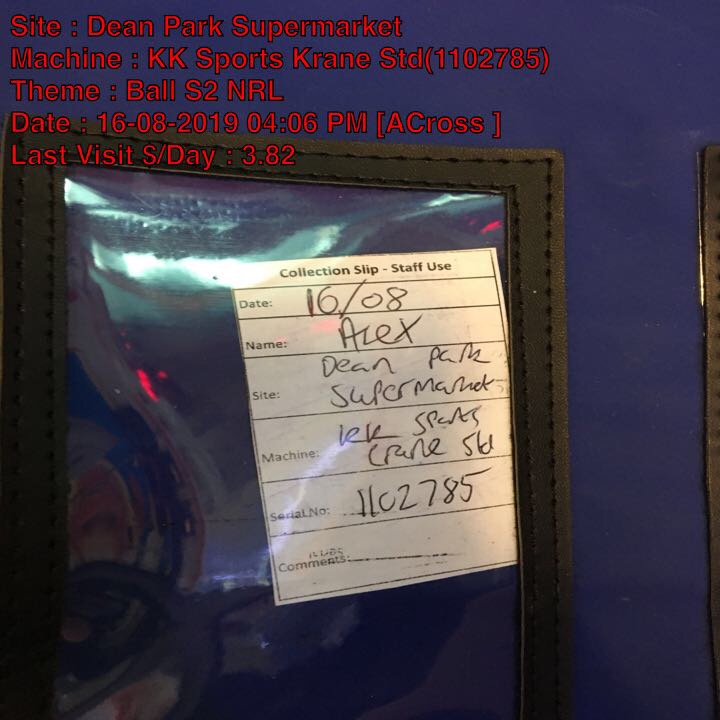 Site : Dean Park Supermarket
Machine : KK Sports Krane Std(1102785)
Theme : Ball S2 NRL
Date : 16-08-2019 04:06 PM [ACross ]
Last Visit $/Day : 3.82
Collection Slip - Staff Use
Date: 16/08
Name: Alex
Site: Dean Park
Supermarket
Machine: KK Sports
Crane Std
Serial No: 1102785
Comments: